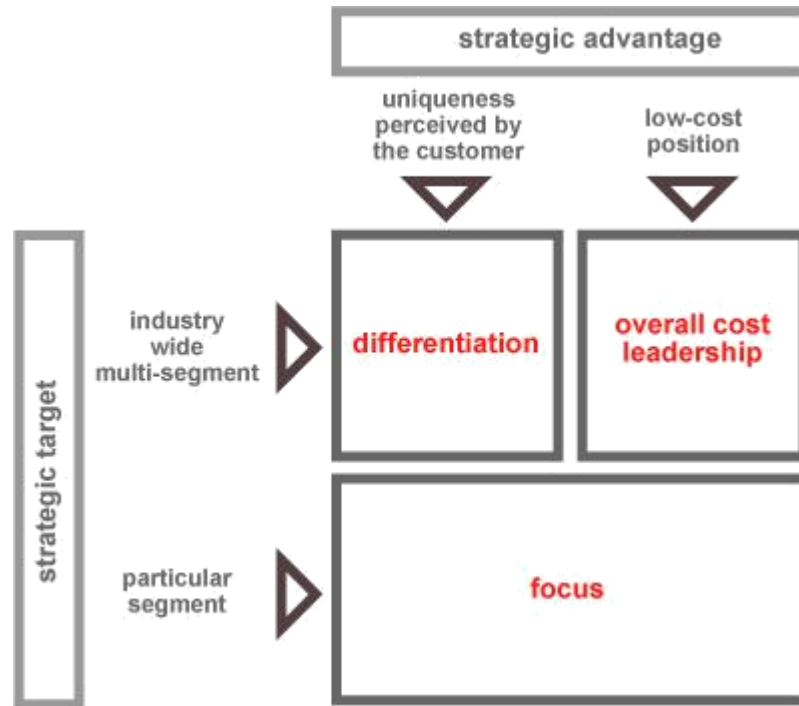 strategic advantage
uniqueness
perceived by
the customer
low-cost
position
strategic target
industry
wide
multi-segment
differentiation
overall cost
leadership
particular
segment
focus